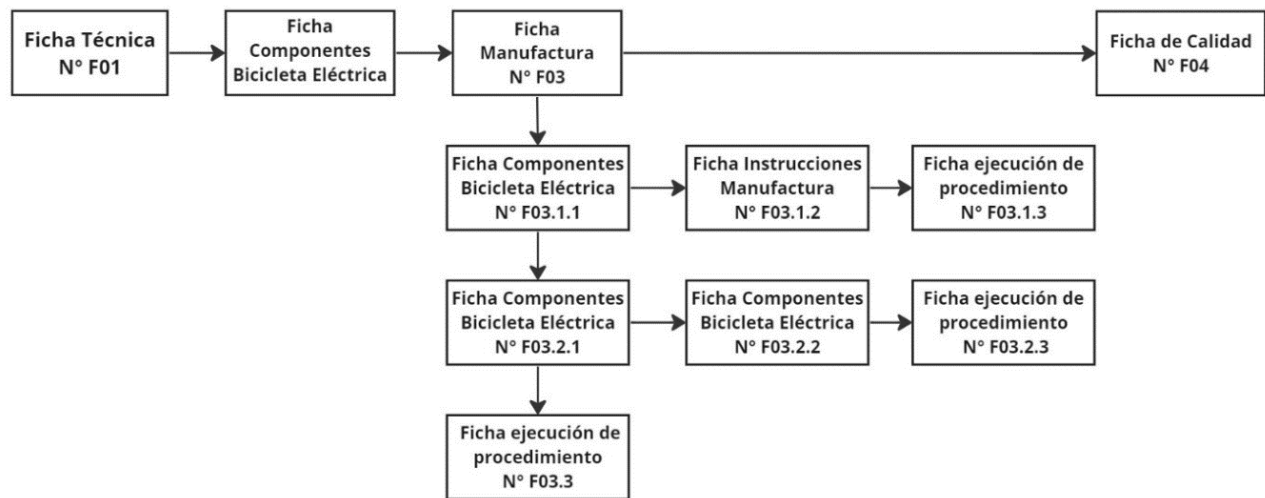 Ficha Técnica
N° F01
Ficha
Componentes
Bicicleta Eléctrica
Ficha
Manufactura
N° F03
Ficha de Calidad
N° F04
Ficha Componentes
Bicicleta Eléctrica
N° F03.1.1
Ficha Instrucciones
Manufactura
N° F03.1.2
Ficha ejecución de
procedimiento
N° F03.1.3
Ficha Componentes
Bicicleta Eléctrica
N° F03.2.1
Ficha Componentes
Bicicleta Eléctrica
N° F03.2.2
Ficha ejecución de
procedimiento
N° F03.2.3
Ficha ejecución de
procedimiento
N° F03.3